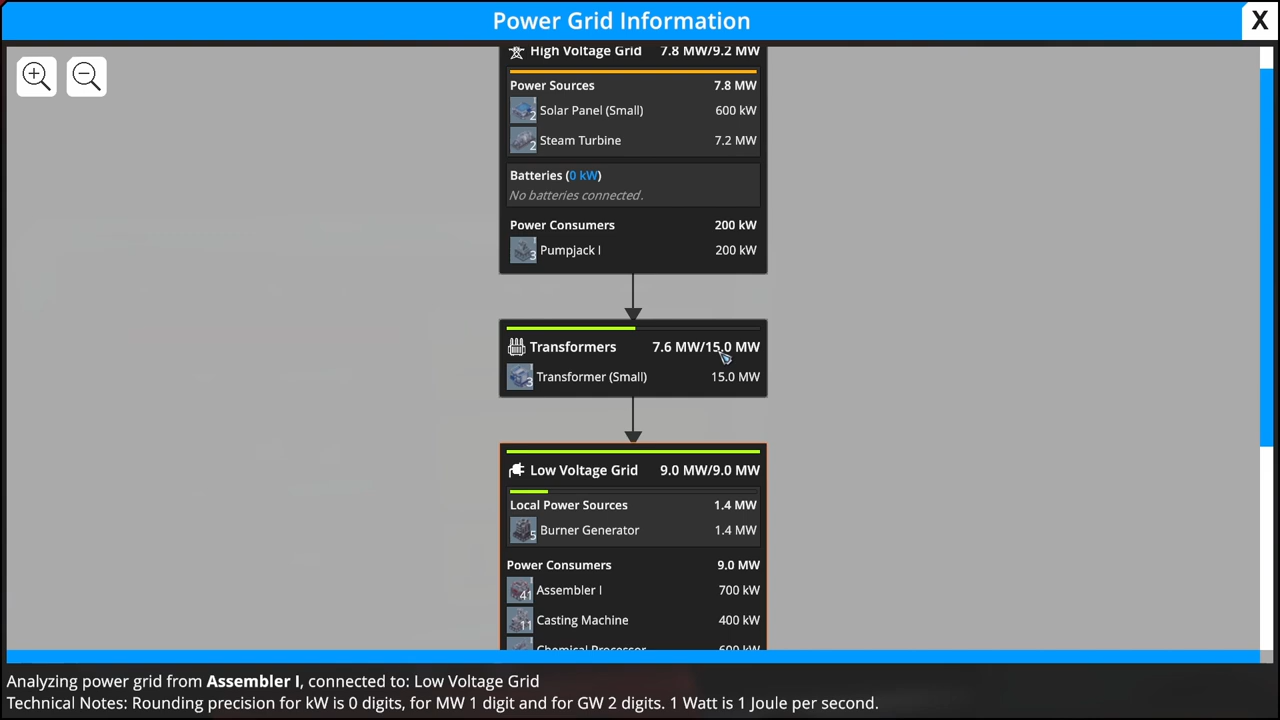 Power Grid Information
X
High Voltage Grid 7.8 MW/9.2 MW
Power Sources 7.8 MW
2 Solar Panel (Small) 600 kW
2 Steam Turbine 7.2 MW
Batteries (0 kW)
No batteries connected.
Power Consumers 200 kW
3 Pumpjack I 200 kW
Transformers 7.6 MW/15.0 MW
3 Transformer (Small) 15.0 MW
Low Voltage Grid 9.0 MW/9.0 MW
Local Power Sources 1.4 MW
5 Burner Generator 1.4 MW
Power Consumers 9.0 MW
41 Assembler I 700 kW
11 Casting Machine 400 kW
Chemical Processor 600 kW
Analyzing power grid from Assembler I, connected to: Low Voltage Grid
Technical Notes: Rounding precision for kW is 0 digits, for MW 1 digit and for GW 2 digits. 1 Watt is 1 Joule per second.